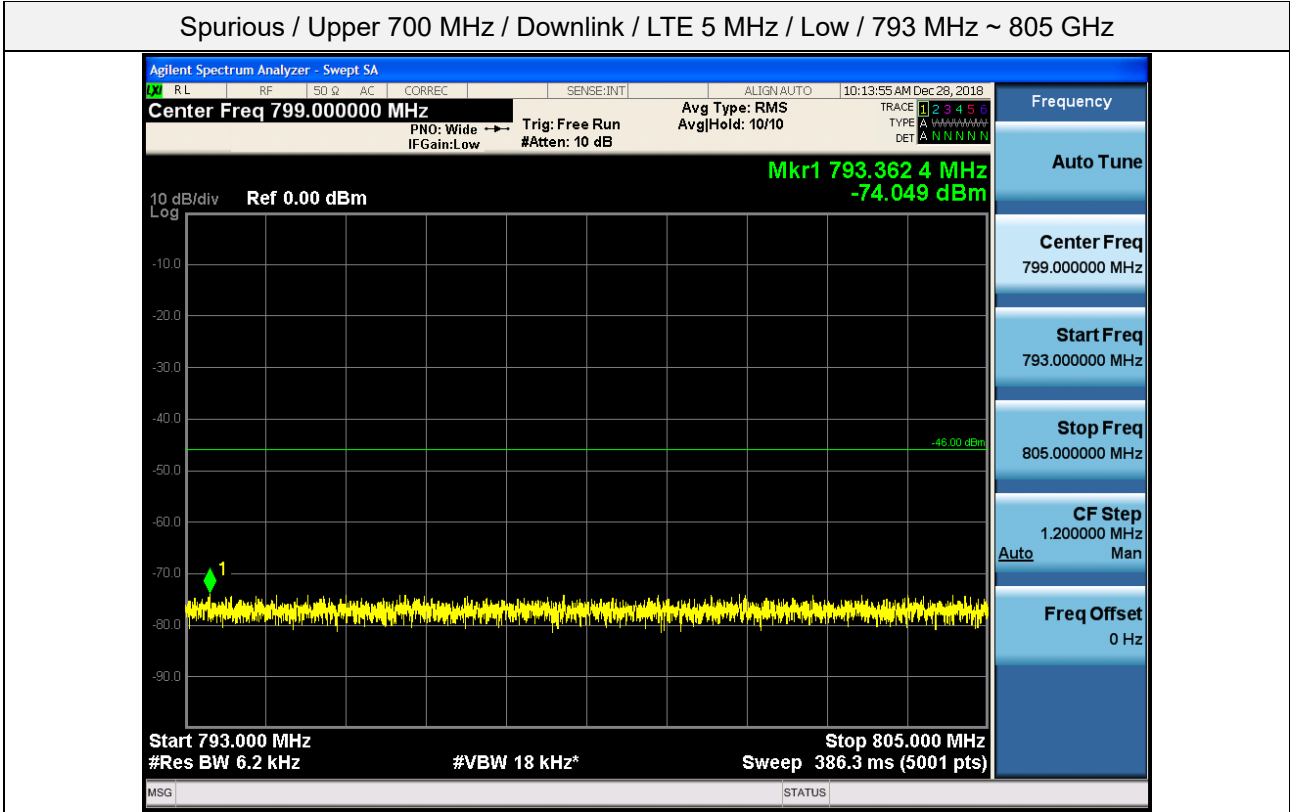 Spurious / Upper 700 MHz / Downlink / LTE 5 MHz / Low / 793 MHz ~ 805 GHz
Agilent Spectrum Analyzer - Swept SA
LXI RL RF 50 Ω AC CORREC SENSE:INT ALIGN AUTO 10:13:55 AM Dec 28, 2018
Center Freq 799.000000 MHz
PNO: Wide
IFGain:Low
Trig: Free Run
#Atten: 10 dB
Avg Type: RMS
Avg|Hold: 10/10
TRACE 1 2 3 4 5 6
TYPE A WWWWW
DET A N N N N N
Mkr1 793.362 4 MHz
-74.049 dBm
10 dB/div Ref 0.00 dBm
Log
-10.0
-20.0
-30.0
-40.0
-46.00 dBm
-50.0
-60.0
-70.0
1
-80.0
-90.0
Start 793.000 MHz Stop 805.000 MHz
#Res BW 6.2 kHz #VBW 18 kHz* Sweep 386.3 ms (5001 pts)
MSG STATUS
Frequency
Auto Tune
Center Freq
799.000000 MHz
Start Freq
793.000000 MHz
Stop Freq
805.000000 MHz
CF Step
1.200000 MHz
Auto Man
Freq Offset
0 Hz